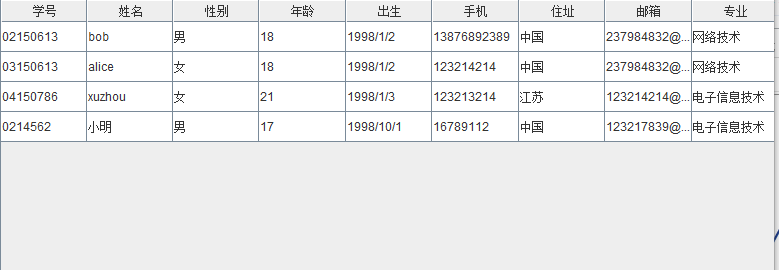 学号 姓名 性别 年龄 出生 手机 住址 邮箱 专业
02150613 bob 男 18 1998/1/2 13876892389 中国 237984832@... 网络技术
03150613 alice 女 18 1998/1/2 123214214 中国 237984832@... 网络技术
04150786 xuzhou 女 21 1998/1/3 123213214 江苏 123214214@... 电子信息技术
0214562 小明 男 17 1998/10/1 16789112 中国 123217839@... 电子信息技术